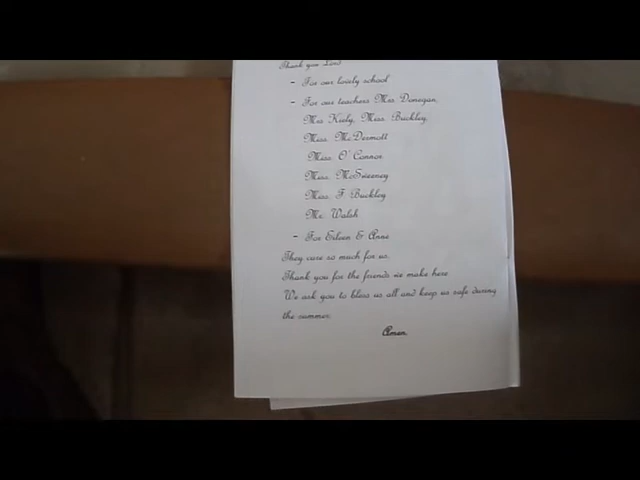 Thank you Lord
- For our lovely school
- For our teachers Mrs Donegan,
Mrs Kiely, Miss. Buckley
Miss. McDermott
Miss. O'Connor
Miss. McSweeney
Miss. F Buckley
Mr. Walsh
- For Eileen & Anne
They care so much for us.
Thank you for the friends we make here
We ask you to bless us all and keep us safe during
the summer.
Amen.